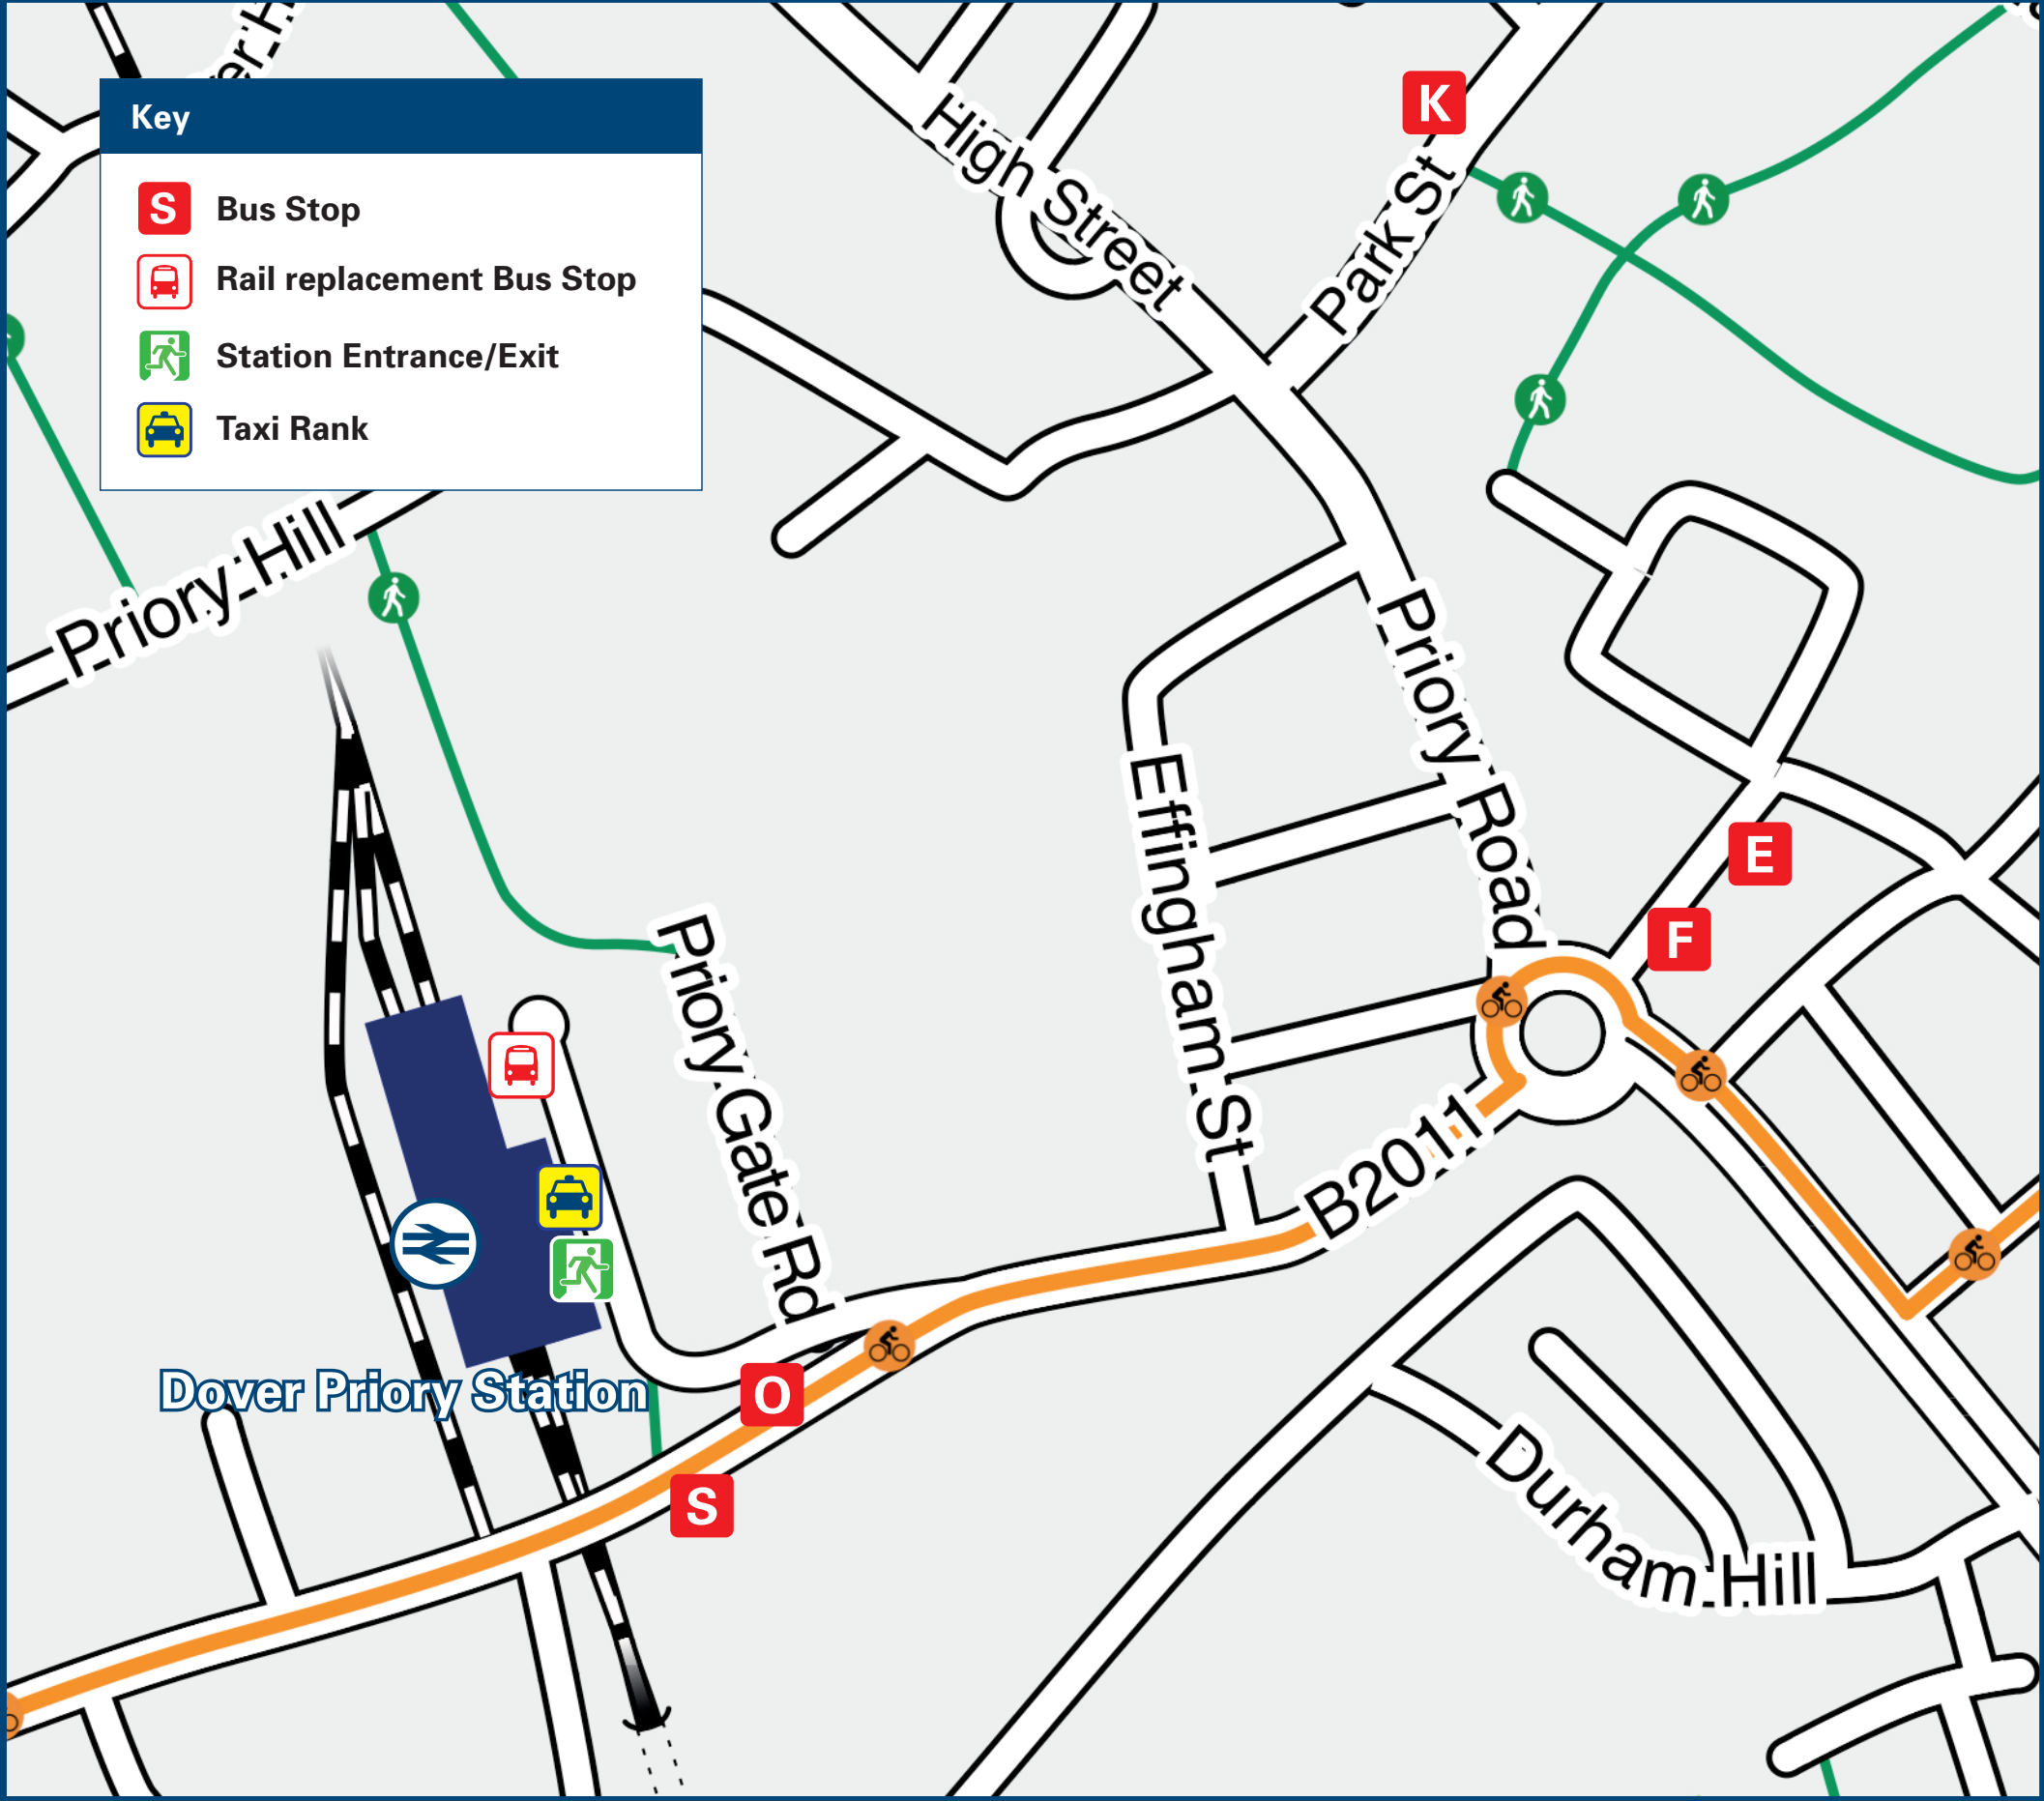 Key
S Bus Stop
Rail replacement Bus Stop
Station Entrance/Exit
Taxi Rank
High Street
K
Park St
Priory Hill
Priory Road
Effingham St
E
F
Priory Gate Rd
B2011
Dover Priory Station
O
S
Durham Hill